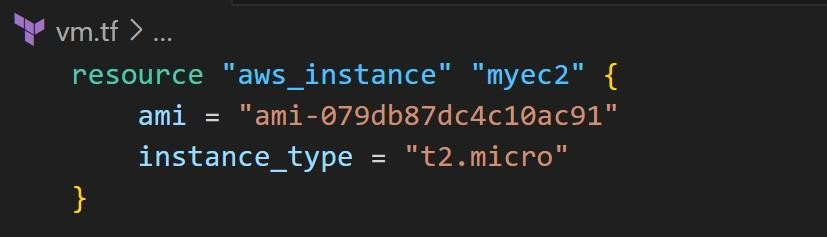 vm.tf > ...
resource "aws_instance" "myec2" {
    ami = "ami-079db87dc4c10ac91"
    instance_type = "t2.micro"
}